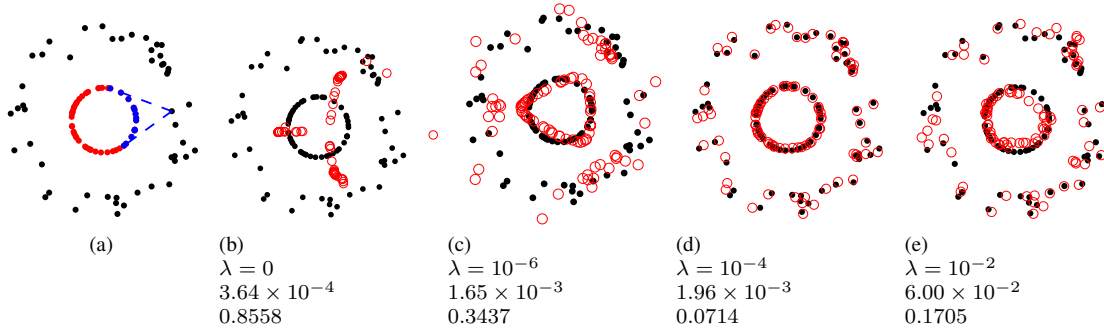 (a) (b) (c) (d) (e)
λ = 0 λ = 10⁻⁶ λ = 10⁻⁴ λ = 10⁻²
3.64 × 10⁻⁴ 1.65 × 10⁻³ 1.96 × 10⁻³ 6.00 × 10⁻²
0.8558 0.3437 0.0714 0.1705